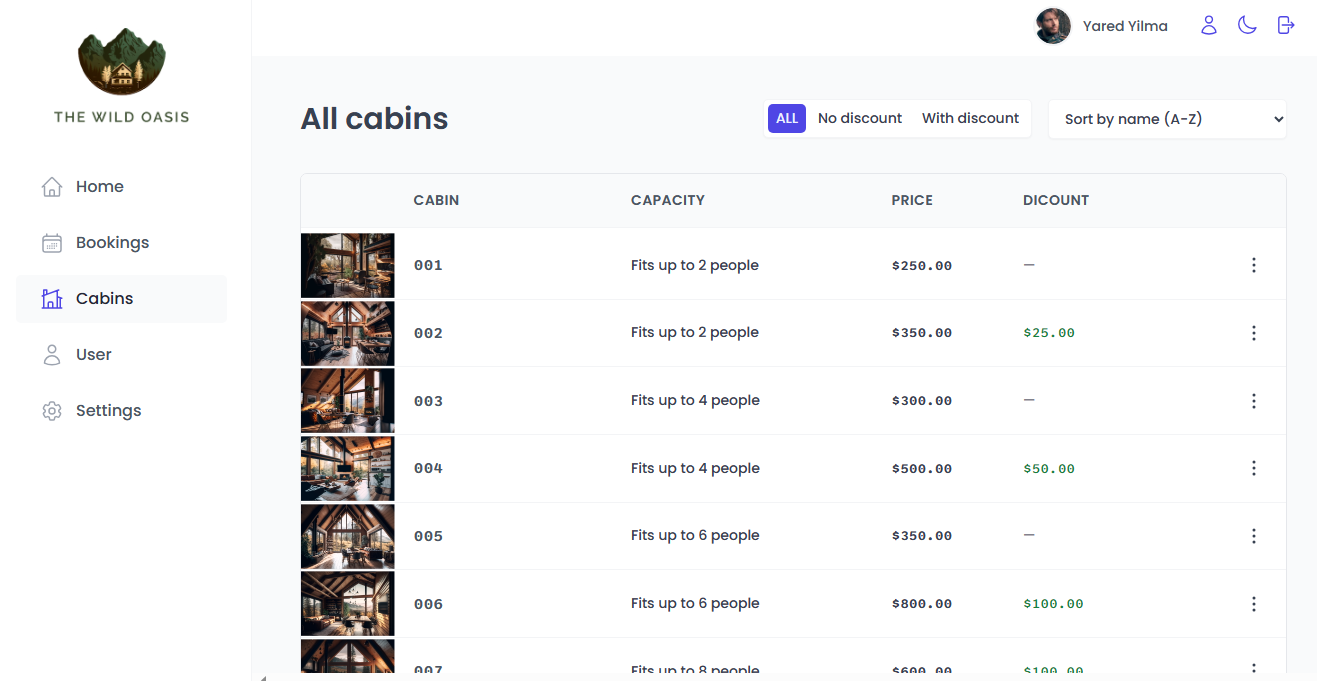 THE WILD OASIS
Home
Bookings
Cabins
User
Settings
Yared Yilma
All cabins
ALL No discount With discount Sort by name (A-Z)
CABIN CAPACITY PRICE DICOUNT
001 Fits up to 2 people $250.00 —
002 Fits up to 2 people $350.00 $25.00
003 Fits up to 4 people $300.00 —
004 Fits up to 4 people $500.00 $50.00
005 Fits up to 6 people $350.00 —
006 Fits up to 6 people $800.00 $100.00
007 Fits up to 8 people $600.00 $100.00